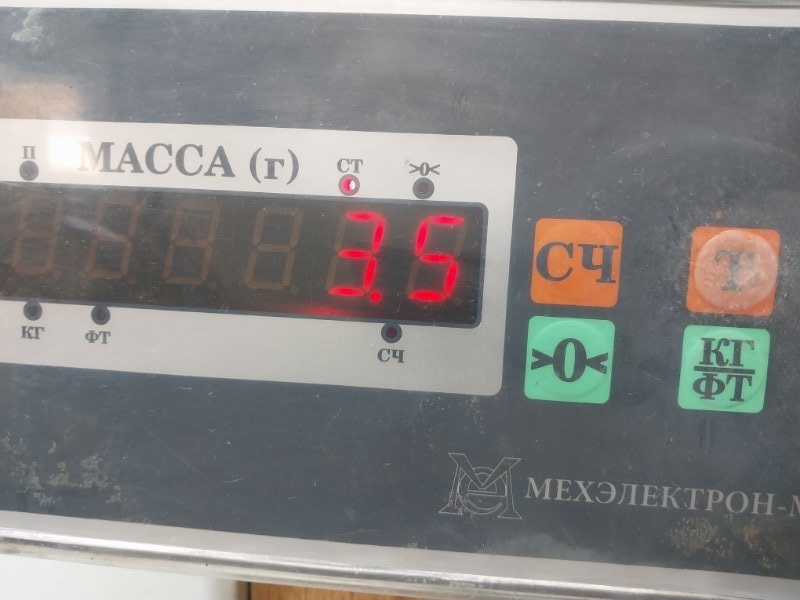 П
МАССА (г)
СТ
>0<
3.5
КГ
ФТ
СЧ
СЧ
Т
>0<
КГ
ФТ
МЕХЭЛЕКТРОН-М